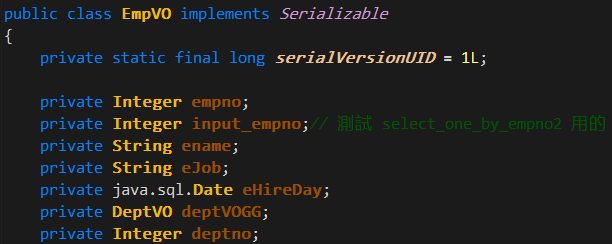 public class EmpVO implements Serializable
{
private static final long serialVersionUID = 1L;
private Integer empno;
private Integer input_empno;// 測試 select_one_by_empno2 用的
private String ename;
private String eJob;
private java.sql.Date eHireDay;
private DeptVO deptVOGG;
private Integer deptno;